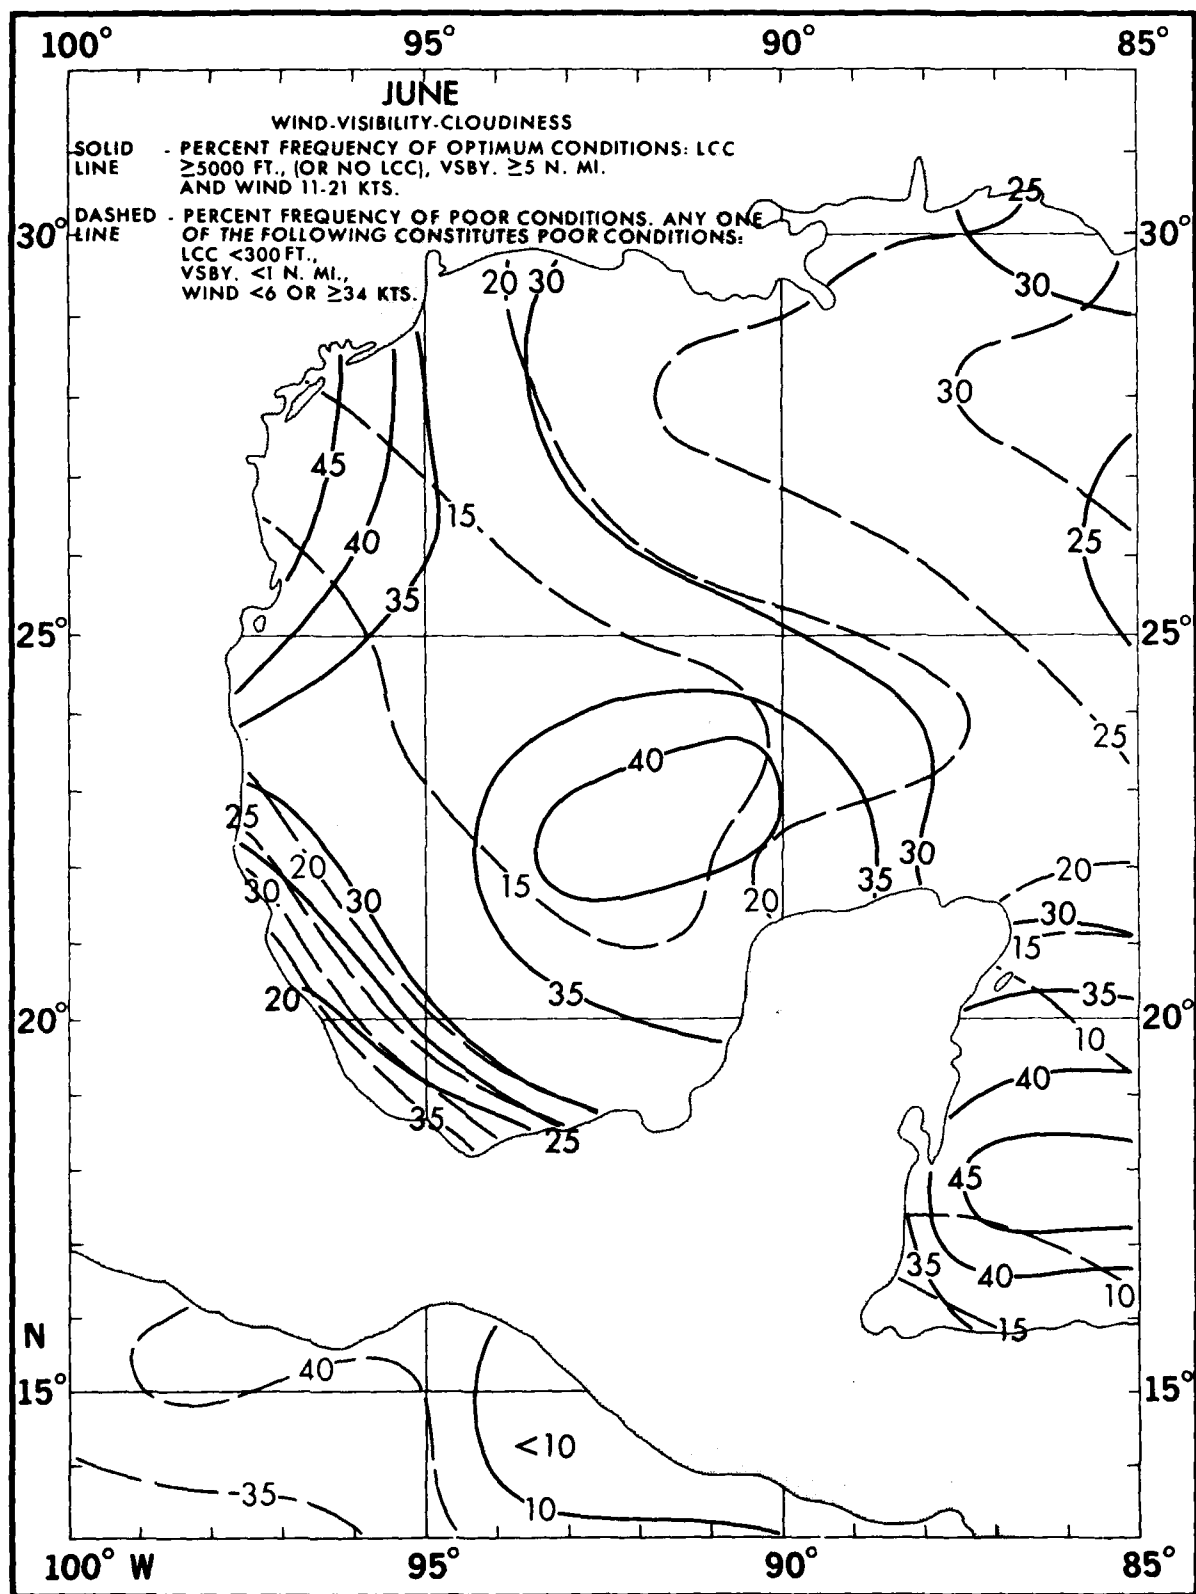 100° 95° 90° 85°
JUNE
WIND-VISIBILITY-CLOUDINESS
SOLID LINE - PERCENT FREQUENCY OF OPTIMUM CONDITIONS: LCC
≥5000 FT., (OR NO LCC), VSBY. ≥5 N. MI.
AND WIND 11-21 KTS.
DASHED LINE - PERCENT FREQUENCY OF POOR CONDITIONS. ANY ONE
OF THE FOLLOWING CONSTITUTES POOR CONDITIONS:
LCC <300 FT.,
VSBY. <1 N. MI.,
WIND <6 OR ≥34 KTS.
25
30° 30°
20 30 30
30
45
15
40 25
35
25° 25°
25
40
25
20 30 35
30 15 30 20 20
30
15
20 35 35
20° 20°
10
40
35 25
45
35 40
10
15
N
40
15° 15°
<10
35
10
100° W 95° 90° 85°